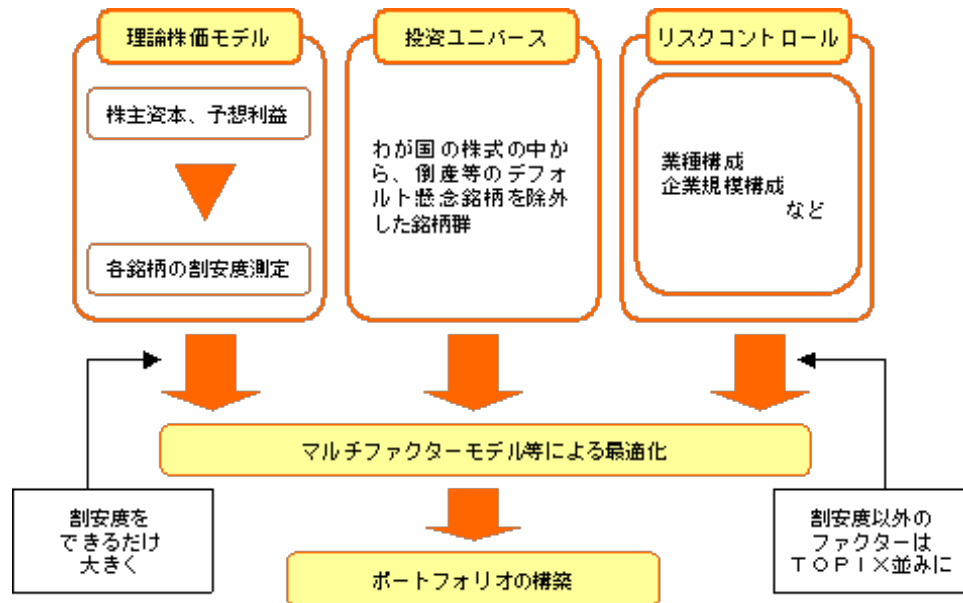 理論株価モデル
投資ユニバース
リスクコントロール
株主資本、予想利益
各銘柄の割安度測定
わが国の株式の中か
ら、倒産等のデフォ
ルト懸念銘柄を除外
した銘柄群
業種構成
企業規模構成
など
マルチファクターモデル等による最適化
割安度を
できるだけ
大きく
割安度以外の
ファクターは
ＴＯＰＩＸ並みに
ポートフォリオの構築